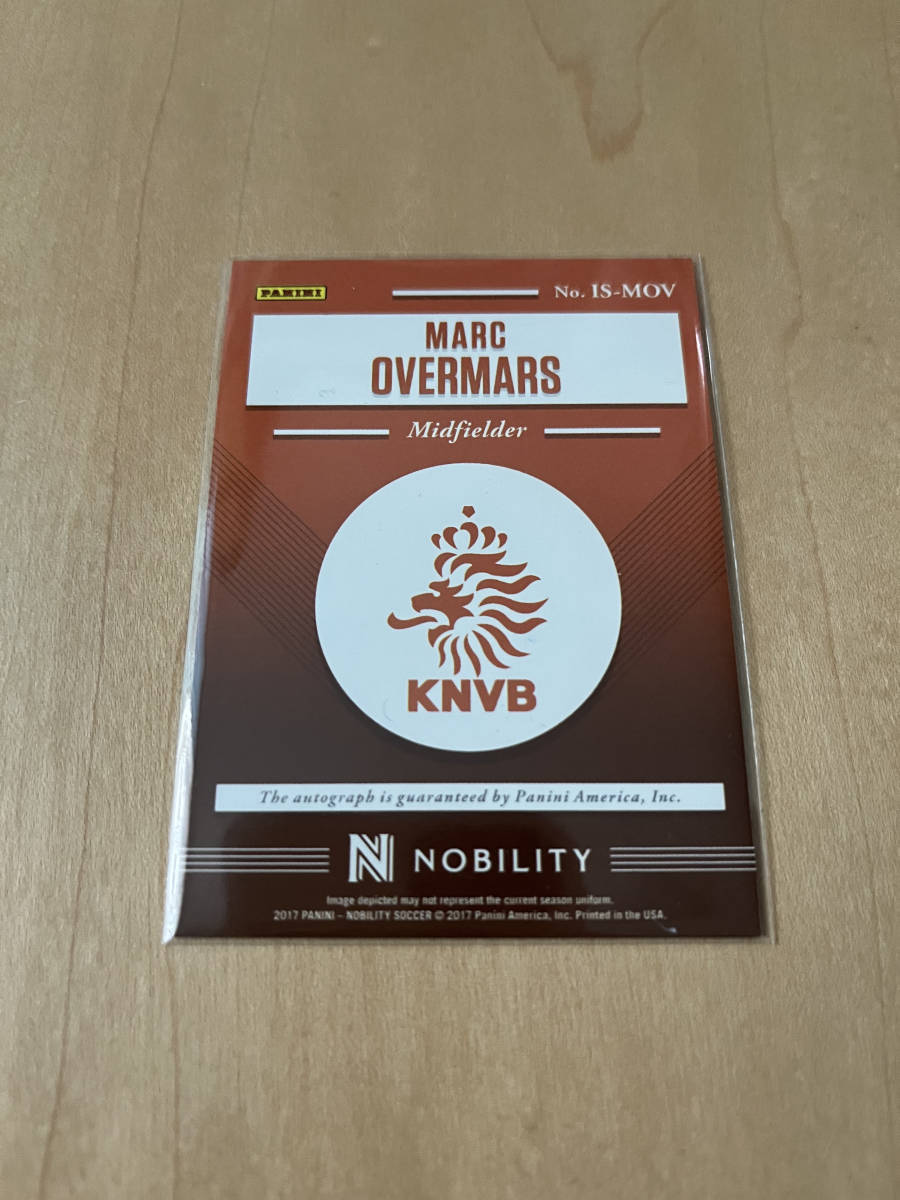 PANINI
No. IS-MOV
MARC
OVERMARS
Midfielder
KNVB
The autograph is guaranteed by Panini America, Inc.
N NOBILITY
Image depicted may not represent the current season uniform.
2017 PANINI – NOBILITY SOCCER © 2017 Panini America, Inc. Printed in the USA.